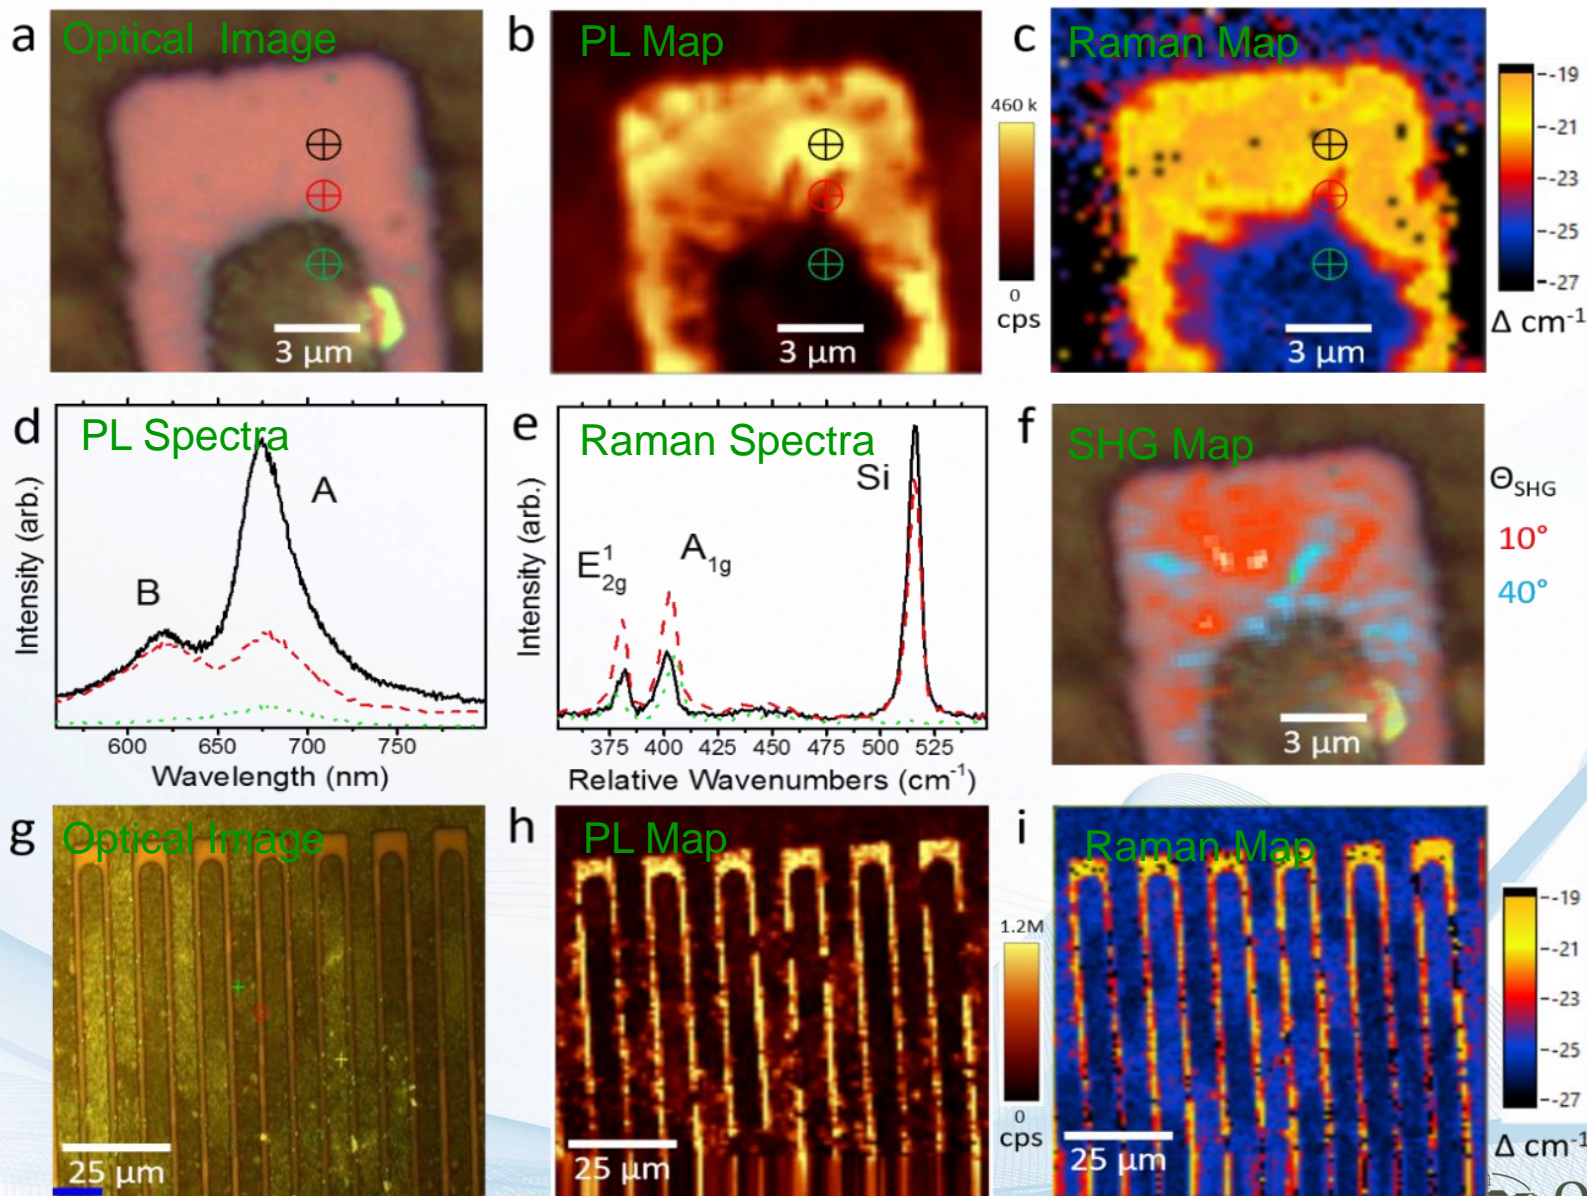 a Optical Image
3 µm
b PL Map
3 µm
460 k
0
cps
c Raman Map
3 µm
-19
-21
-23
-25
-27
Δ cm⁻¹
d PL Spectra
A
B
Intensity (arb.)
600 650 700 750
Wavelength (nm)
e Raman Spectra
Si
E¹2g
A1g
Intensity (arb.)
375 400 425 450 475 500 525
Relative Wavenumbers (cm⁻¹)
f SHG Map
3 µm
ΘSHG
10°
40°
g Optical Image
25 µm
h PL Map
25 µm
1.2M
0
cps
i Raman Map
25 µm
-19
-21
-23
-25
-27
Δ cm⁻¹